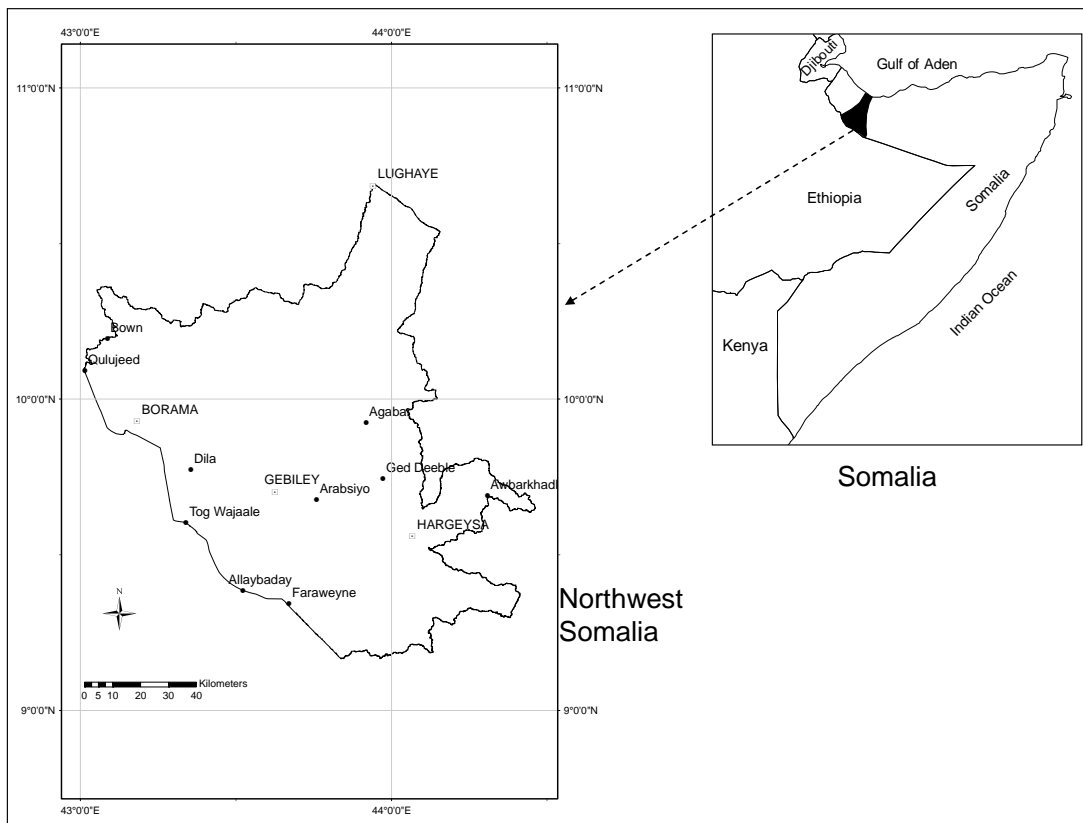 43°0'0"E
44°0'0"E
11°0'0"N
11°0'0"N
LUGHAYE
Bown
Qulujeed
10°0'0"N
10°0'0"N
BORAMA
Agabar
Dila
Ged Deeble
GEBILEY
Arabsiyo
Awbarkhadl
Tog Wajaale
HARGEYSA
Allaybaday
Faraweyne
N
Kilometers
0 5 10 20 30 40
9°0'0"N
9°0'0"N
43°0'0"E
44°0'0"E
Northwest
Somalia
Djibouti
Gulf of Aden
Ethiopia
Somalia
Indian Ocean
Kenya
Somalia